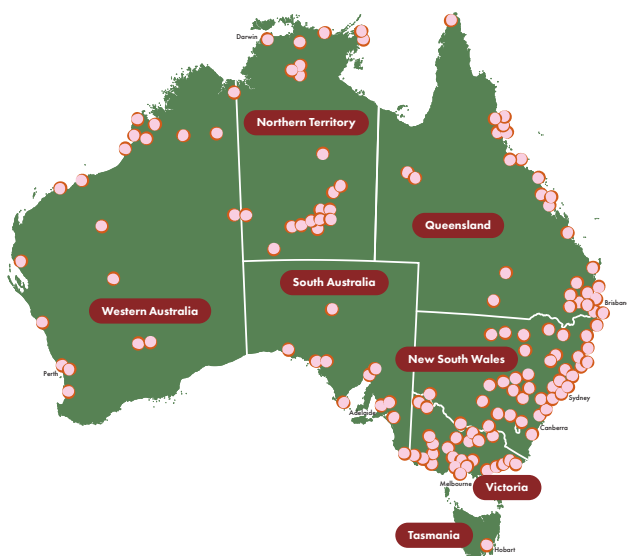 Darwin
Northern Territory
Queensland
South Australia
Western Australia
Brisban
New South Wales
Perth
Sydney
Adelaide
Canberra
Melbourne
Victoria
Tasmania
Hobart